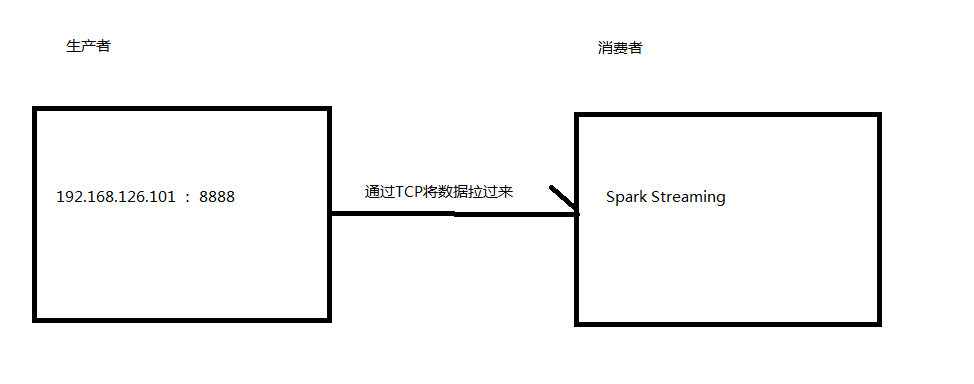 生产者
消费者
192.168.126.101 : 8888
通过TCP将数据拉过来
Spark Streaming